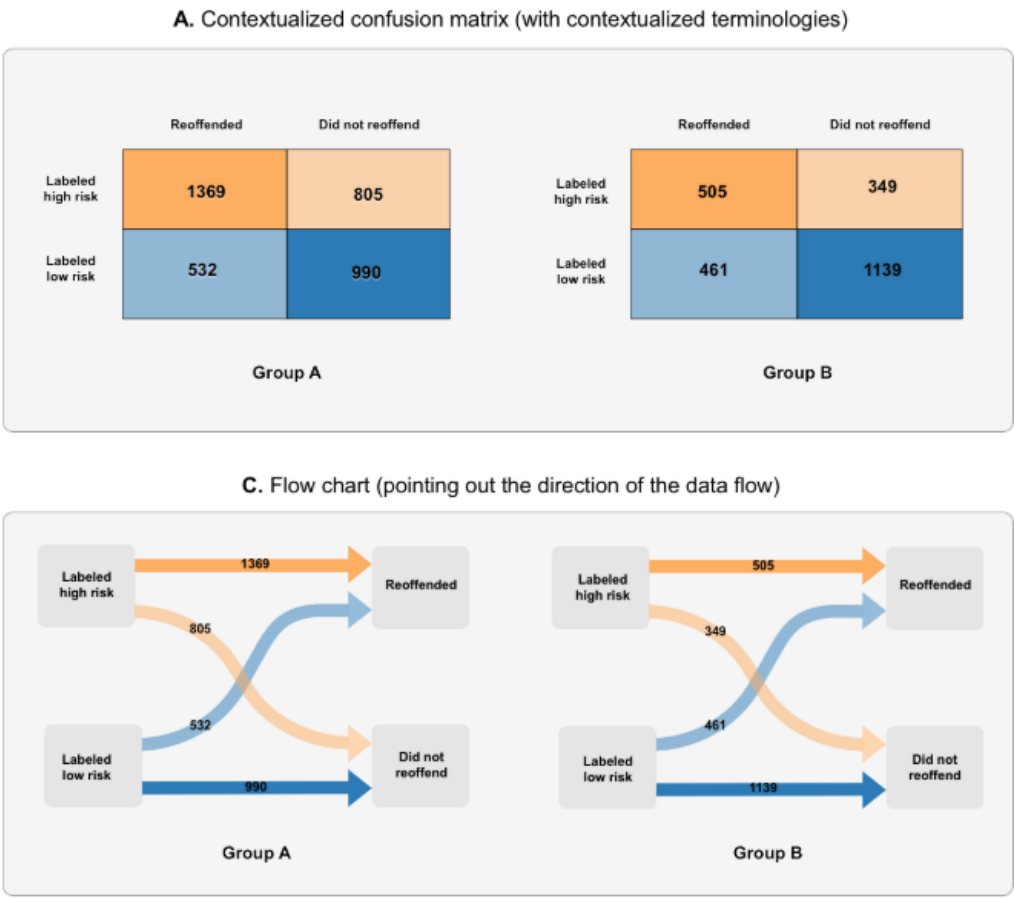 A. Contextualized confusion matrix (with contextualized terminologies)
Reoffended
Did not reoffend
Labeled
high risk
1369
805
Labeled
low risk
532
990
Group A
Reoffended
Did not reoffend
Labeled
high risk
505
349
Labeled
low risk
461
1139
Group B
C. Flow chart (pointing out the direction of the data flow)
Labeled
high risk
1369
Reoffended
805
532
Labeled
low risk
990
Did not
reoffend
Group A
Labeled
high risk
505
Reoffended
349
461
Labeled
low risk
1139
Did not
reoffend
Group B